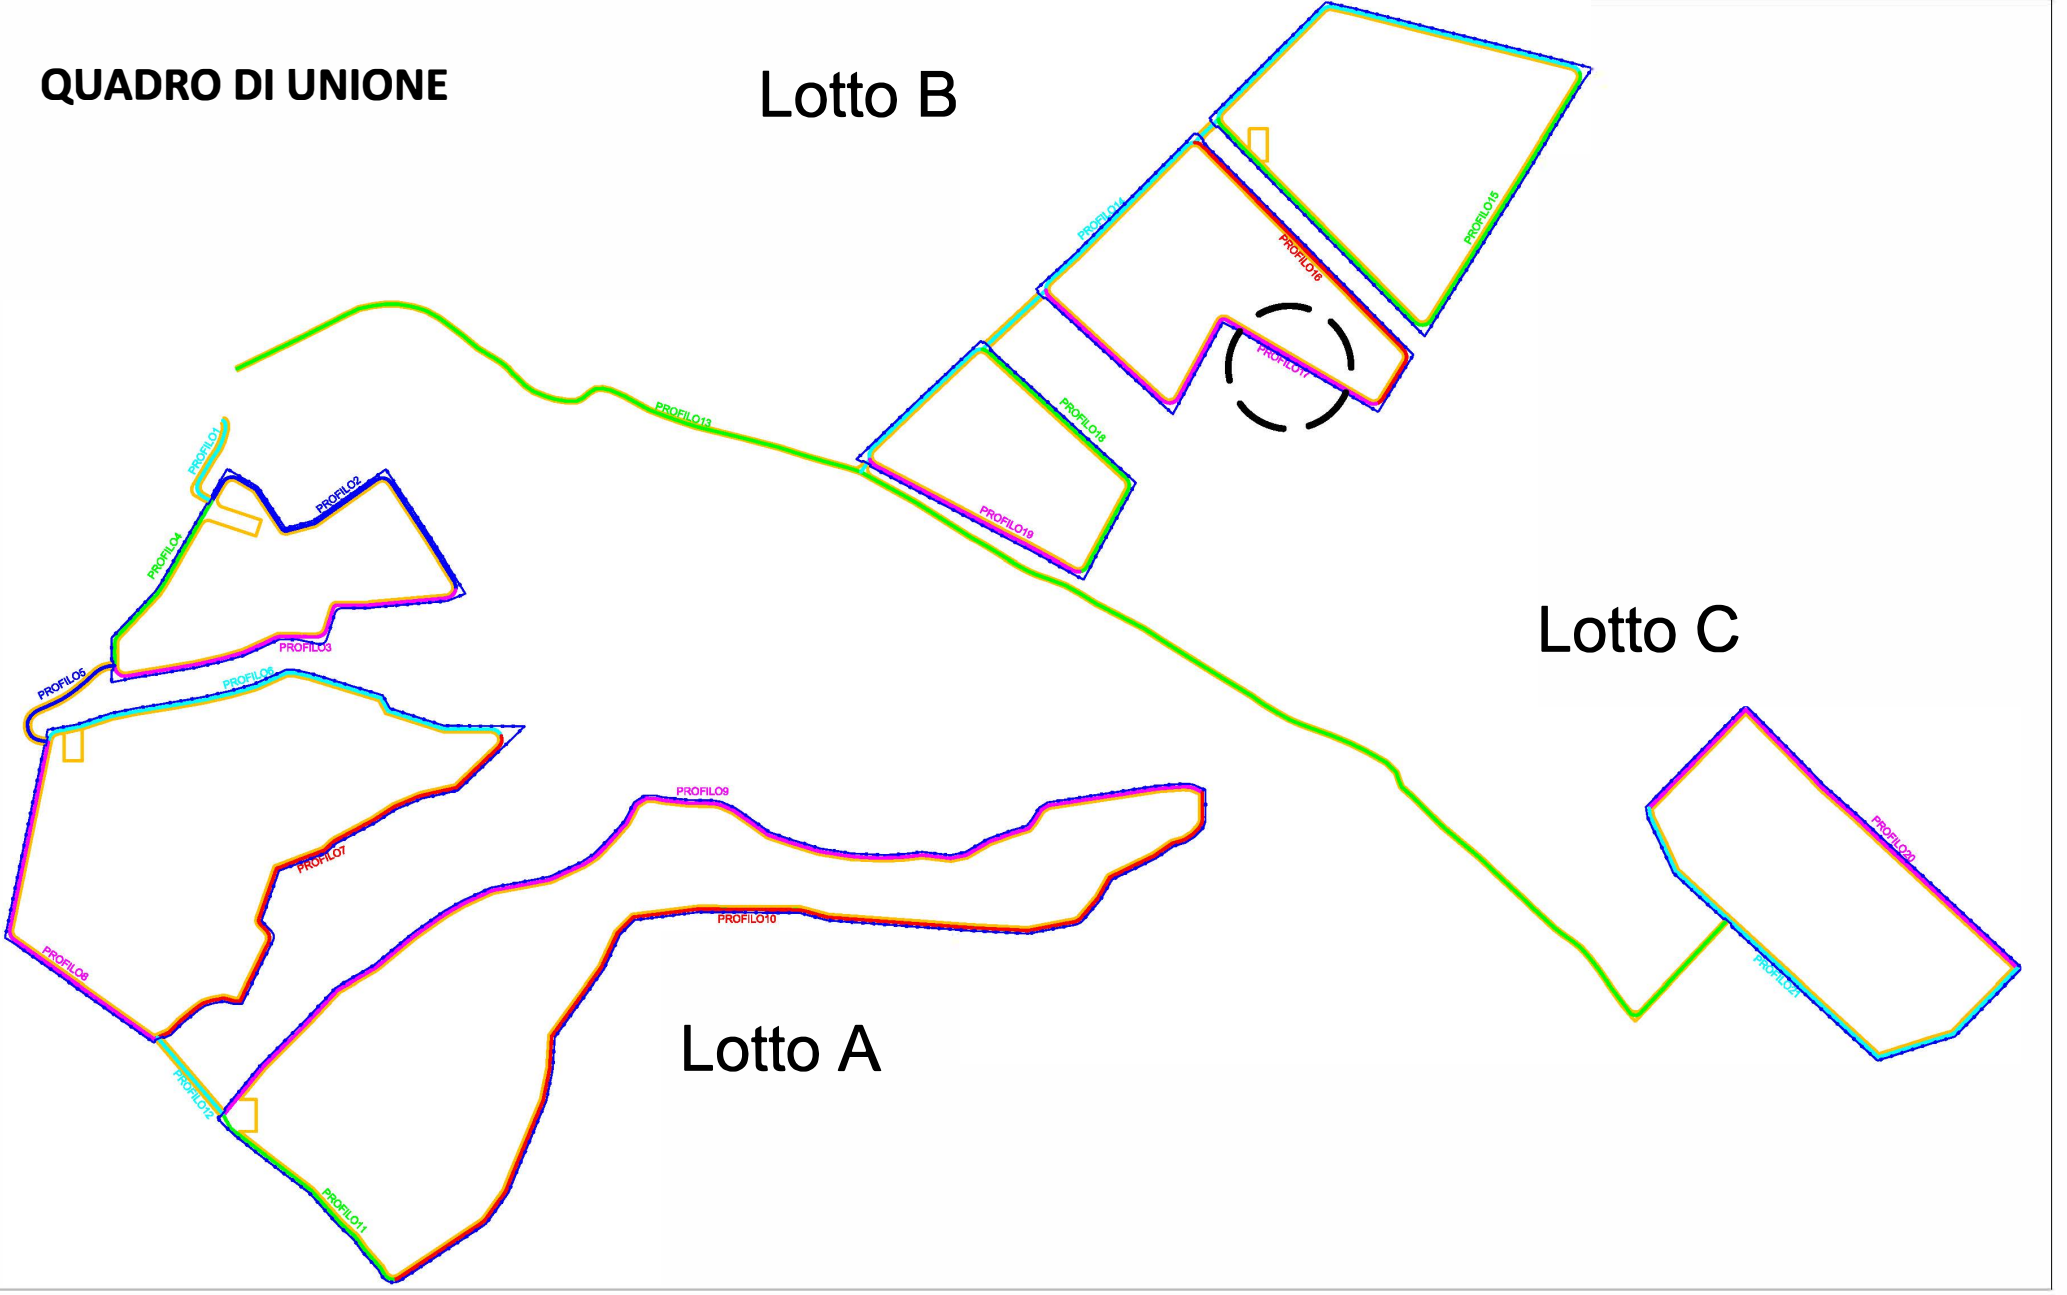 QUADRO DI UNIONE
Lotto B
PROFILO14
PROFILO15
PROFILO16
PROFILO17
PROFILO13
PROFILO18
PROFILO19
PROFILO1
PROFILO2
PROFILO4
PROFILO3
PROFILO5
PROFILO6
Lotto C
PROFILO9
PROFILO7
PROFILO20
PROFILO10
PROFILO8
PROFILO21
Lotto A
PROFILO12
PROFILO11